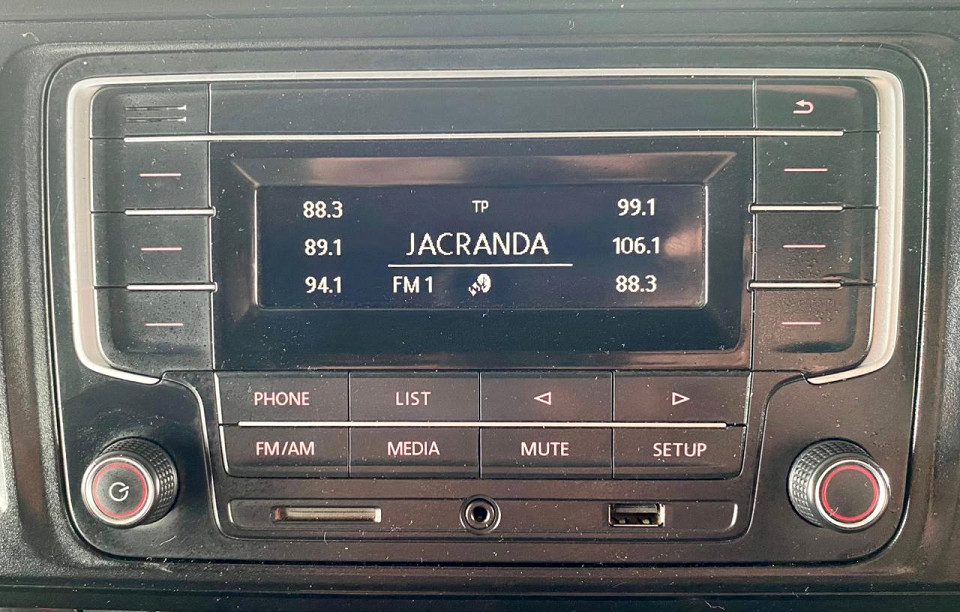 88.3 TP 99.1
89.1 JACRANDA 106.1
94.1 FM 1 88.3
PHONE LIST
FM/AM MEDIA MUTE SETUP